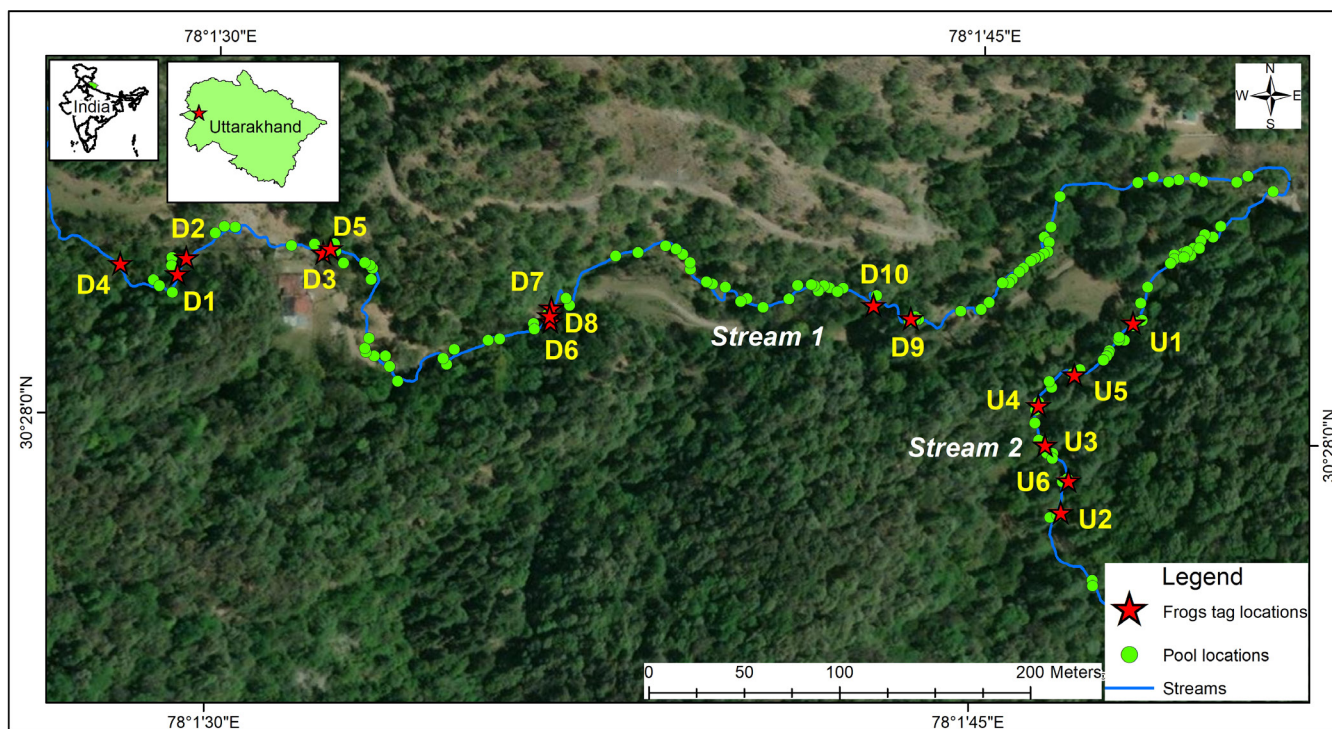 78°1'30"E
78°1'45"E
India
Uttarakhand
N
W E
S
D5
D2
D4
D3
D1
D7
D10
D8
Stream 1
D9
D6
U1
U5
U4
30°28'0"N
Stream 2
U3
30°28'0"N
U6
U2
Legend
Frogs tag locations
Pool locations
Streams
0 50 100 200 Meters
78°1'30"E
78°1'45"E